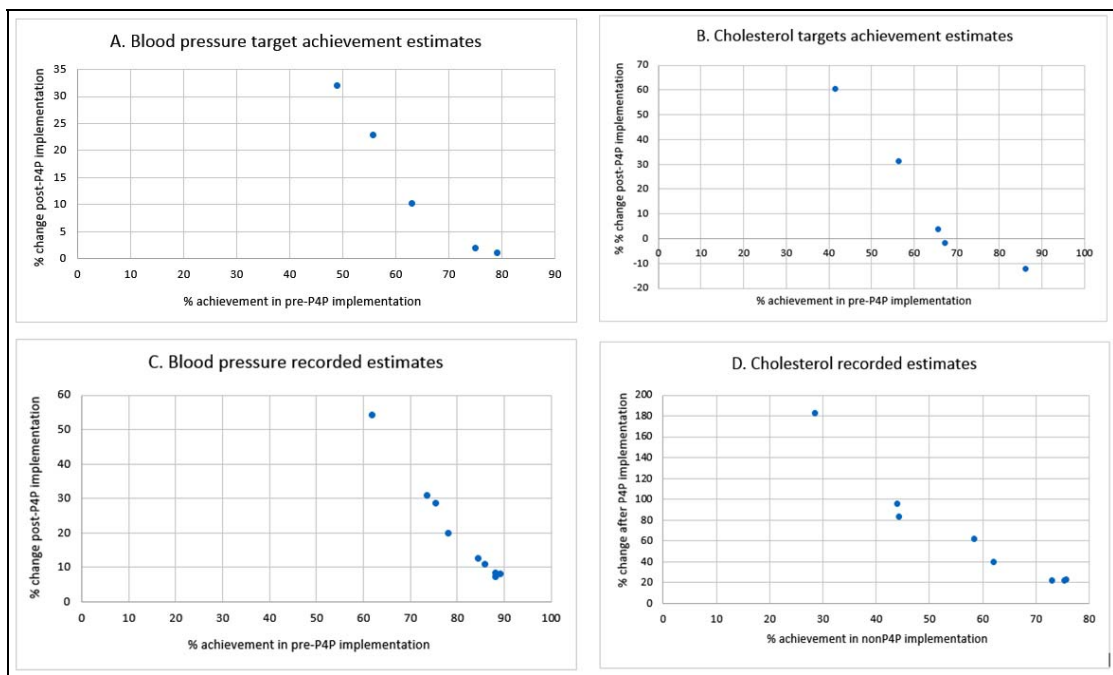 A. Blood pressure target achievement estimates
% change post-P4P implementation
35
30
25
20
15
10
5
0
0 10 20 30 40 50 60 70 80 90
% achievement in pre-P4P implementation
B. Cholesterol targets achievement estimates
% % change post-P4P implementation
70
60
50
40
30
20
10
0
-10
-20
0 10 20 30 40 50 60 70 80 90 100
% achievement in pre-P4P implementation
C. Blood pressure recorded estimates
% change post-P4P implementation
60
50
40
30
20
10
0
0 10 20 30 40 50 60 70 80 90 100
% achievement in pre-P4P implementation
D. Cholesterol recorded estimates
% change after P4P implementation
200
180
160
140
120
100
80
60
40
20
0
0 10 20 30 40 50 60 70 80
% achievement in nonP4P implementation